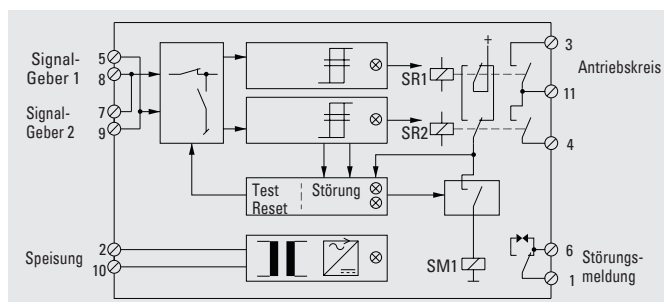 Signal-
Geber 1
5
8
Signal-
Geber 2
7
9
SR1
+
3
Antriebskreis
11
SR2
4
Test
Reset
Störung
Speisung
2
10
SM1
6
Störungs-
meldung
1